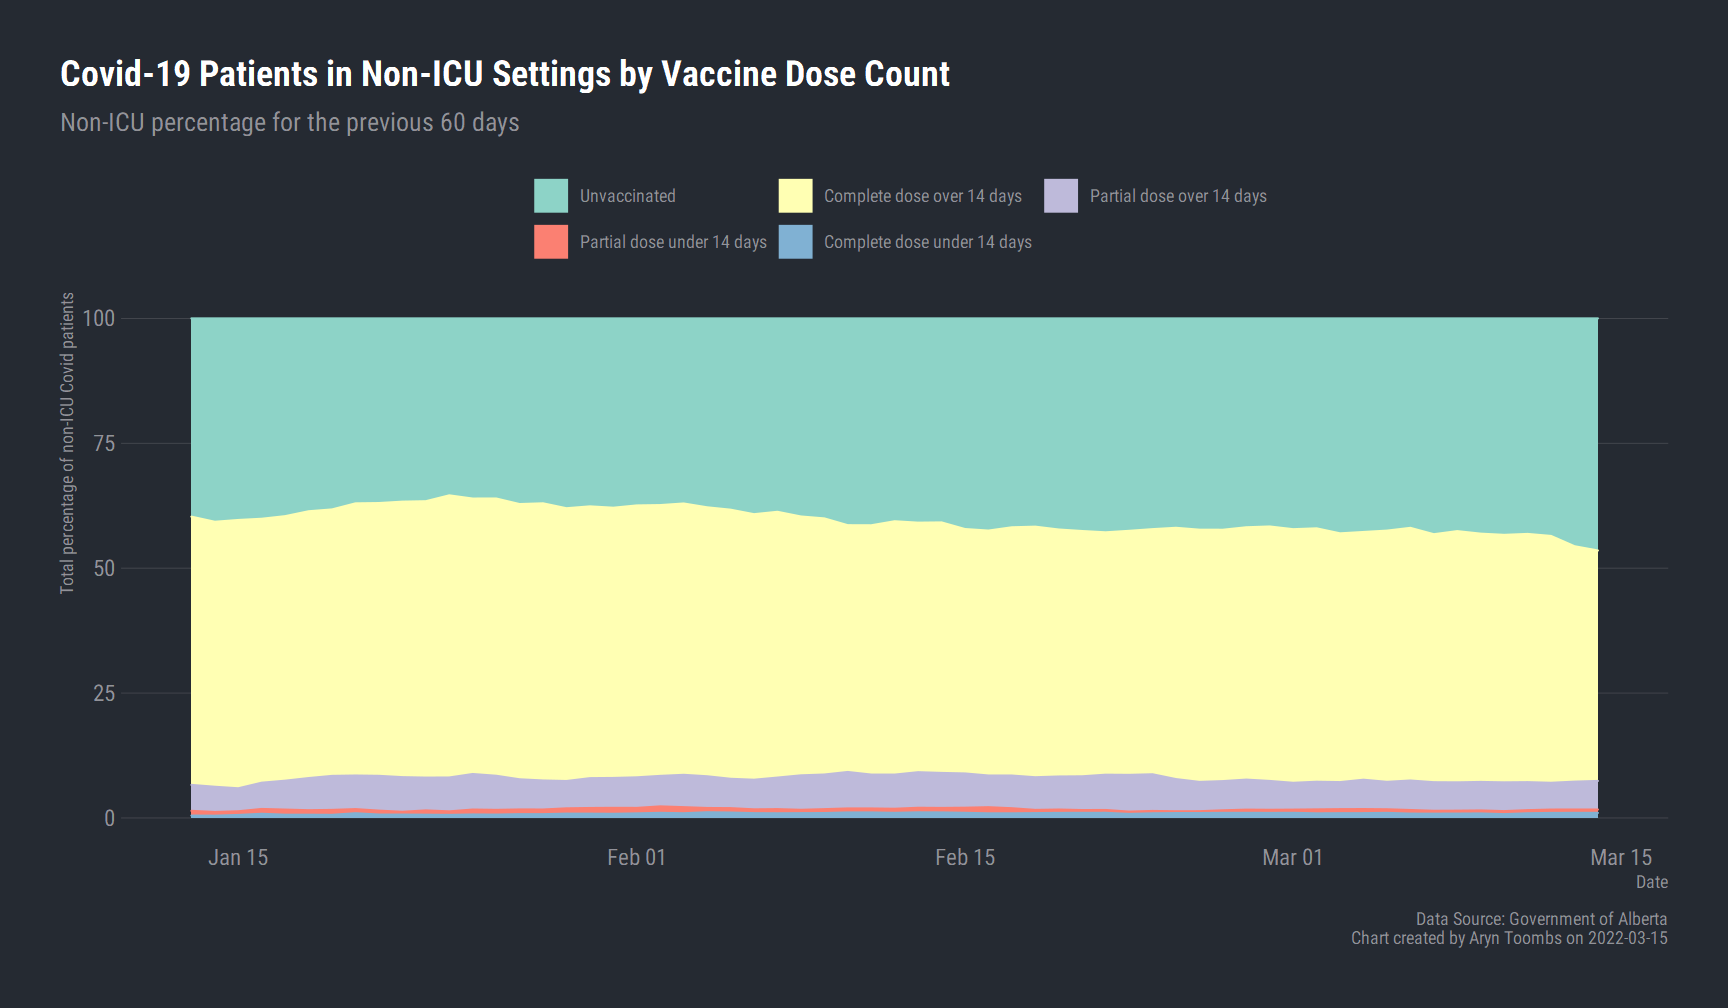 Covid-19 Patients in Non-ICU Settings by Vaccine Dose Count
Non-ICU percentage for the previous 60 days
Unvaccinated
Complete dose over 14 days
Partial dose over 14 days
Partial dose under 14 days
Complete dose under 14 days
Total percentage of non-ICU Covid patients
100
75
50
25
0
Jan 15
Feb 01
Feb 15
Mar 01
Mar 15
Date
Data Source: Government of Alberta
Chart created by Aryn Toombs on 2022-03-15